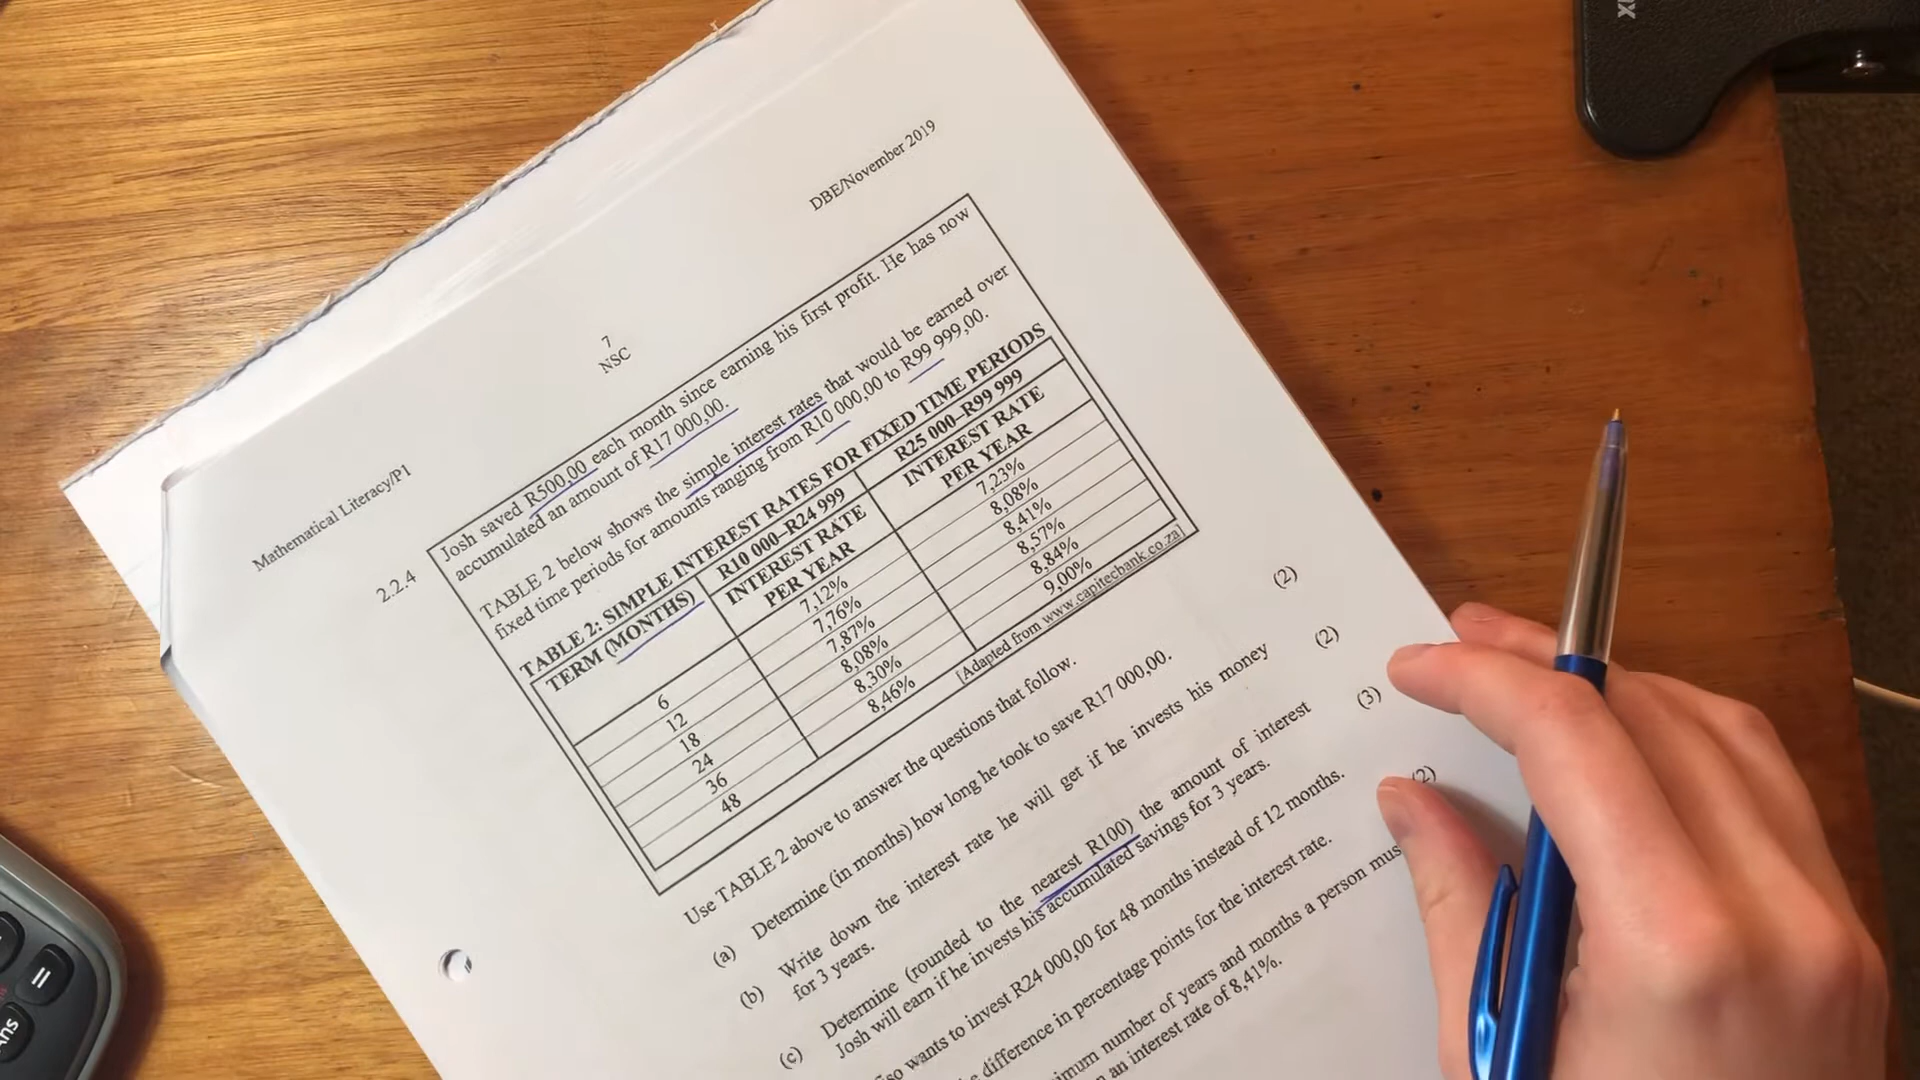 Mathematical Literacy/P1
7
NSC
DBE/November 2019
2.2.4
Josh saved R500,00 each month since earning his first profit. He has now
accumulated an amount of R17 000,00.
TABLE 2 below shows the simple interest rates that would be earned over
fixed time periods for amounts ranging from R10 000,00 to R99 999,00.
TABLE 2: SIMPLE INTEREST RATES FOR FIXED TIME PERIODS
TERM (MONTHS)
R10 000–R24 999
INTEREST RATE
PER YEAR
R25 000–R99 999
INTEREST RATE
PER YEAR
6 7,12% 7,23%
12 7,76% 8,08%
18 7,87% 8,41%
24 8,08% 8,57%
36 8,30% 8,84%
48 8,46% 9,00%
[Adapted from www.capitecbank.co.za]
Use TABLE 2 above to answer the questions that follow.
(a) Determine (in months) how long he took to save R17 000,00. (2)
(b) Write down the interest rate he will get if he invests his money
for 3 years. (2)
(c) Determine (rounded to the nearest R100) the amount of interest
Josh will earn if he invests his accumulated savings for 3 years. (3)
wants to invest R24 000,00 for 48 months instead of 12 months.
difference in percentage points for the interest rate. (2)
number of years and months a person
an interest rate of 8,41%.
=